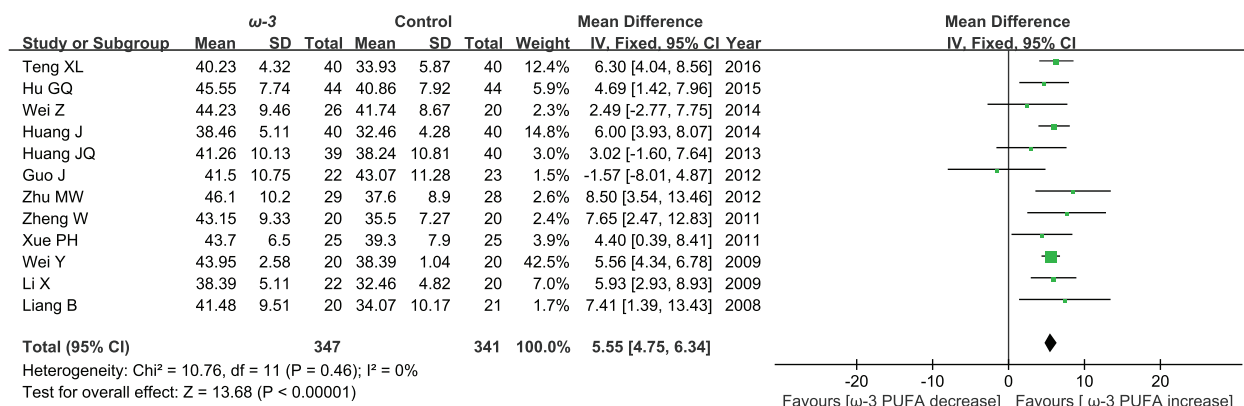 ω-3 Control Mean Difference Mean Difference
Study or Subgroup Mean SD Total Mean SD Total Weight IV, Fixed, 95% CI Year IV, Fixed, 95% CI
Teng XL 40.23 4.32 40 33.93 5.87 40 12.4% 6.30 [4.04, 8.56] 2016
Hu GQ 45.55 7.74 44 40.86 7.92 44 5.9% 4.69 [1.42, 7.96] 2015
Wei Z 44.23 9.46 26 41.74 8.67 20 2.3% 2.49 [-2.77, 7.75] 2014
Huang J 38.46 5.11 40 32.46 4.28 40 14.8% 6.00 [3.93, 8.07] 2014
Huang JQ 41.26 10.13 39 38.24 10.81 40 3.0% 3.02 [-1.60, 7.64] 2013
Guo J 41.5 10.75 22 43.07 11.28 23 1.5% -1.57 [-8.01, 4.87] 2012
Zhu MW 46.1 10.2 29 37.6 8.9 28 2.6% 8.50 [3.54, 13.46] 2012
Zheng W 43.15 9.33 20 35.5 7.27 20 2.4% 7.65 [2.47, 12.83] 2011
Xue PH 43.7 6.5 25 39.3 7.9 25 3.9% 4.40 [0.39, 8.41] 2011
Wei Y 43.95 2.58 20 38.39 1.04 20 42.5% 5.56 [4.34, 6.78] 2009
Li X 38.39 5.11 22 32.46 4.82 20 7.0% 5.93 [2.93, 8.93] 2009
Liang B 41.48 9.51 20 34.07 10.17 21 1.7% 7.41 [1.39, 13.43] 2008
Total (95% CI) 347 341 100.0% 5.55 [4.75, 6.34]
Heterogeneity: Chi² = 10.76, df = 11 (P = 0.46); I² = 0%
Test for overall effect: Z = 13.68 (P < 0.00001)
-20 -10 0 10 20
Favours [ω-3 PUFA decrease] Favours [ ω-3 PUFA increase]